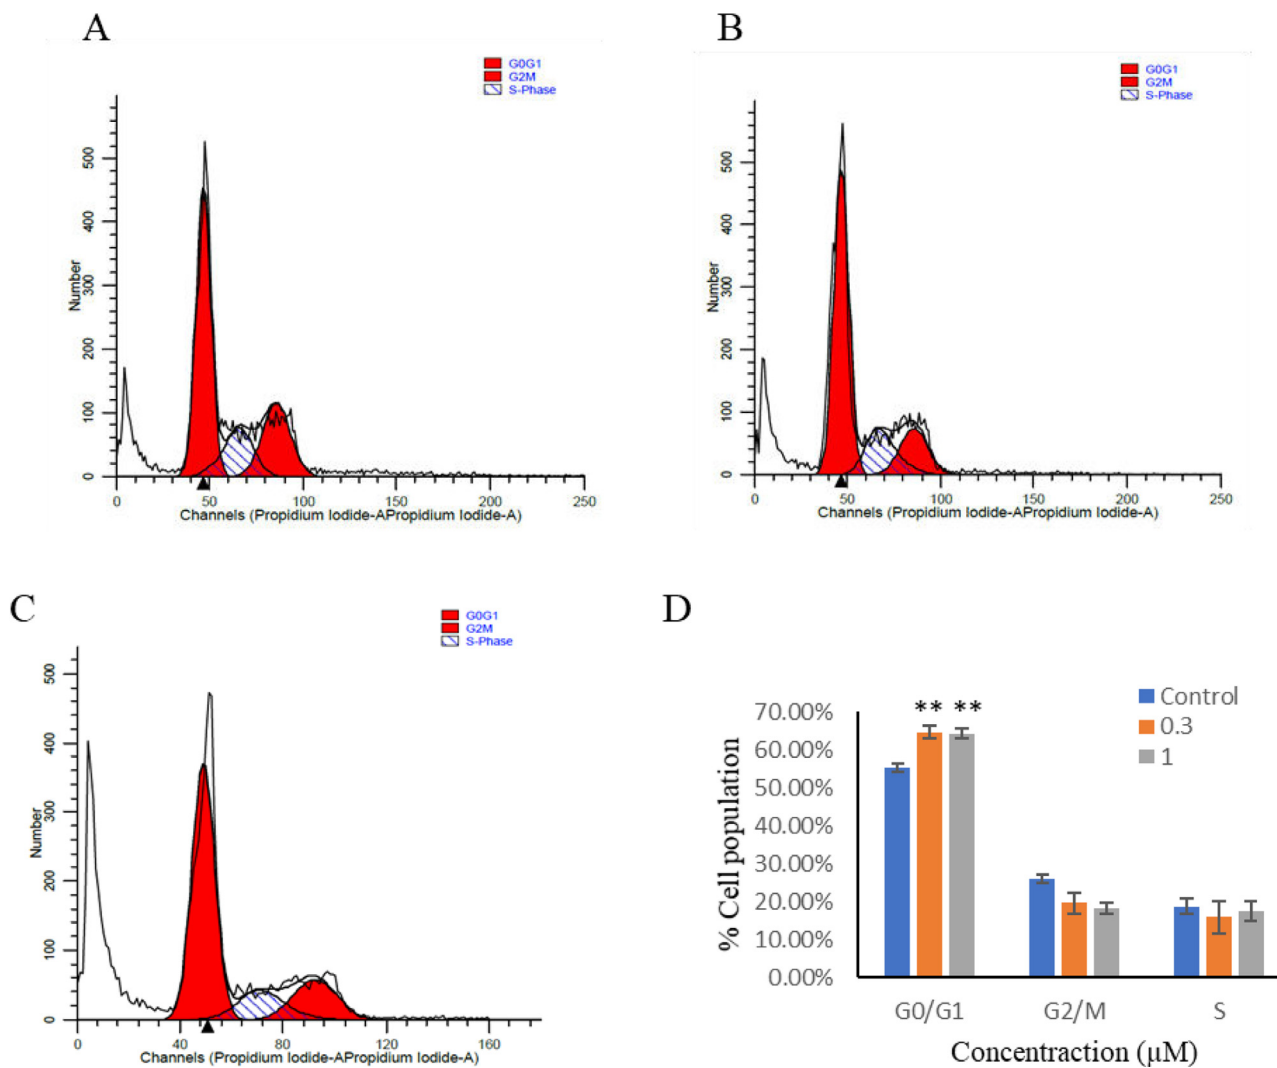 A
G0G1
G2M
S-Phase
500
400
300
200
100
0
Number
0 50 100 150 200 250
Channels (Propidium Iodide-APropidium Iodide-A)
B
G0G1
G2M
S-Phase
500
400
300
200
100
0
Number
0 50 100 150 200 250
Channels (Propidium Iodide-APropidium Iodide-A)
C
G0G1
G2M
S-Phase
500
400
300
200
100
0
Number
0 40 80 120 160
Channels (Propidium Iodide-APropidium Iodide-A)
D
Control
0.3
1
** **
70.00%
60.00%
50.00%
40.00%
30.00%
20.00%
10.00%
0.00%
% Cell population
G0/G1 G2/M S
Concentraction (μM)